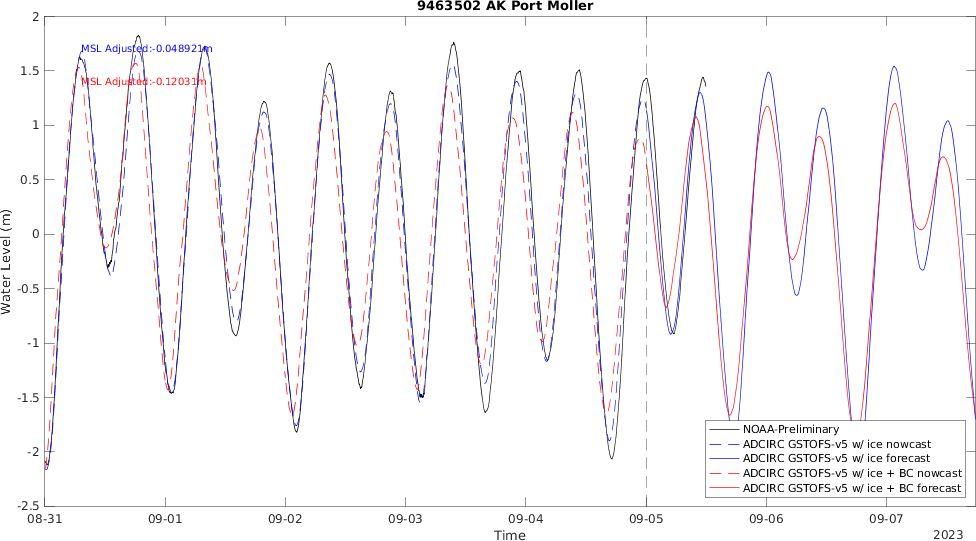 9463502 AK Port Moller
2
1.5
1
0.5
0
-0.5
-1
-1.5
-2
-2.5
Water Level (m)
MSL Adjusted:-0.048921m
MSL Adjusted:-0.12031m
NOAA-Preliminary
ADCIRC GSTOFS-v5 w/ ice nowcast
ADCIRC GSTOFS-v5 w/ ice forecast
ADCIRC GSTOFS-v5 w/ ice + BC nowcast
ADCIRC GSTOFS-v5 w/ ice + BC forecast
08-31 09-01 09-02 09-03 09-04 09-05 09-06 09-07
Time
2023